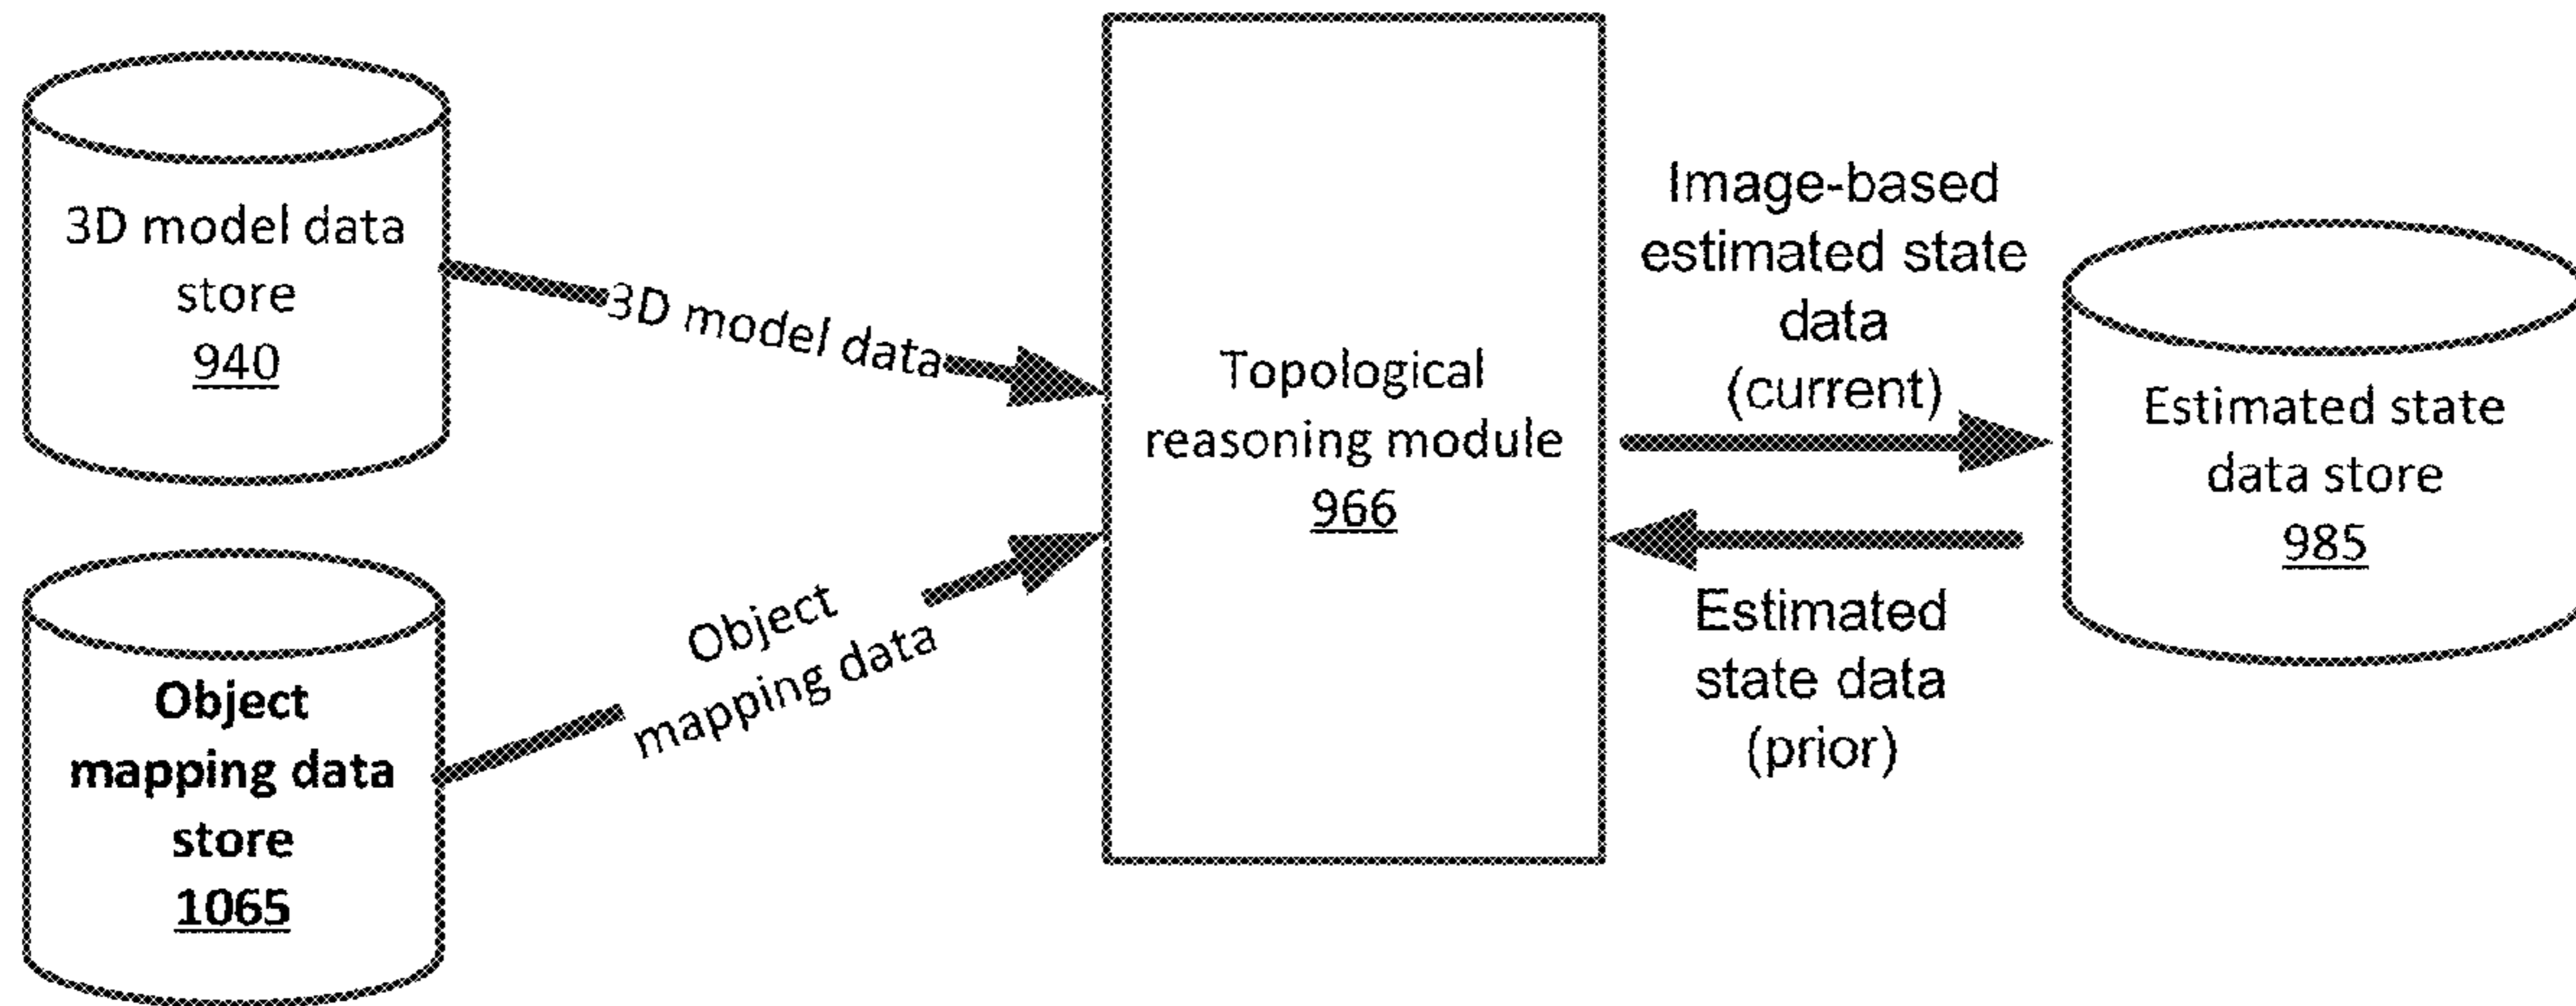 3D model data
store
940
3D model data
Object
mapping data
store
1065
Object
mapping data
Topological
reasoning module
966
Image-based
estimated state
data
(current)
Estimated
state data
(prior)
Estimated state
data store
985